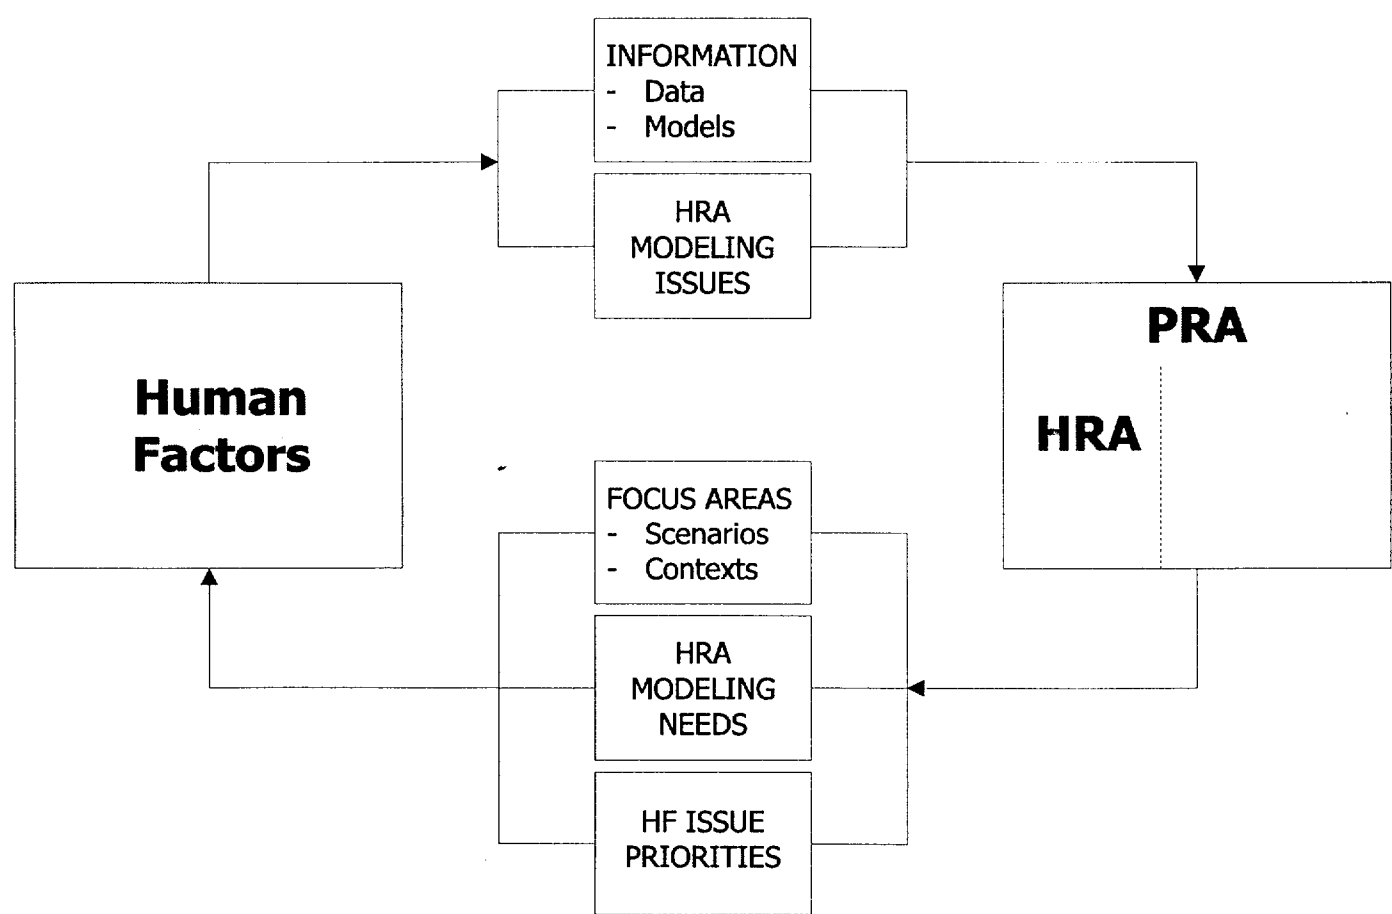 INFORMATION
- Data
- Models
HRA
MODELING
ISSUES
Human
Factors
PRA
HRA
FOCUS AREAS
- Scenarios
- Contexts
HRA
MODELING
NEEDS
HF ISSUE
PRIORITIES